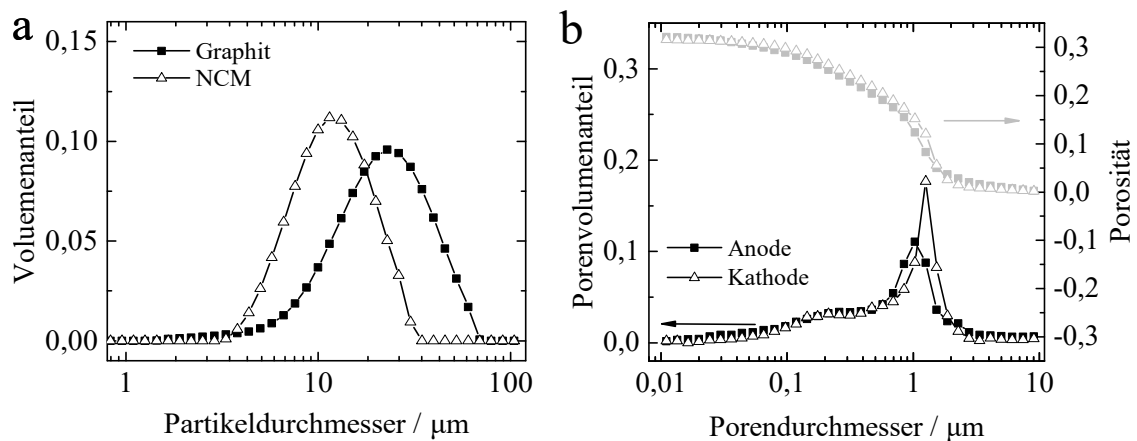 a
0,15
0,10
0,05
0,00
Voluemenanteil
Graphit
NCM
1
10
100
Partikeldurchmesser / µm
b
0,3
0,2
0,1
0,0
Porenvolumenanteil
Anode
Kathode
0,3
0,2
0,1
0,0
-0,1
-0,2
-0,3
Porosität
0,01
0,1
1
10
Porendurchmesser / µm